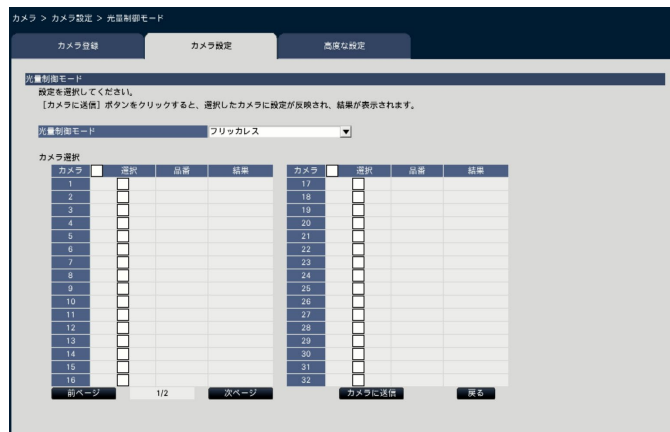 カメラ > カメラ設定 > 光量制御モード
カメラ登録 カメラ設定 高度な設定
光量制御モード
設定を選択してください。
［カメラに送信］ボタンをクリックすると、選択したカメラに設定が反映され、結果が表示されます。
光量制御モード フリッカレス
カメラ選択
カメラ 選択 品番 結果 カメラ 選択 品番 結果
1 17
2 18
3 19
4 20
5 21
6 22
7 23
8 24
9 25
10 26
11 27
12 28
13 29
14 30
15 31
16 32
前ページ 1/2 次ページ カメラに送信 戻る